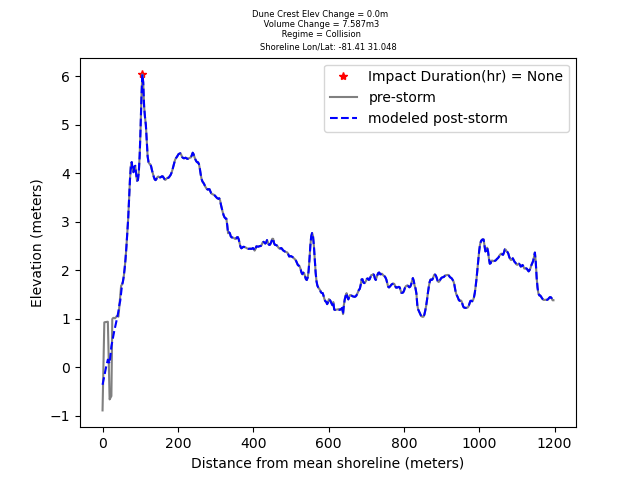 Dune Crest Elev Change = 0.0m
Volume Change = 7.587m3
Regime = Collision
Shoreline Lon/Lat: -81.41 31.048
Impact Duration(hr) = None
pre-storm
modeled post-storm
Elevation (meters)
6
5
4
3
2
1
0
−1
0 200 400 600 800 1000 1200
Distance from mean shoreline (meters)